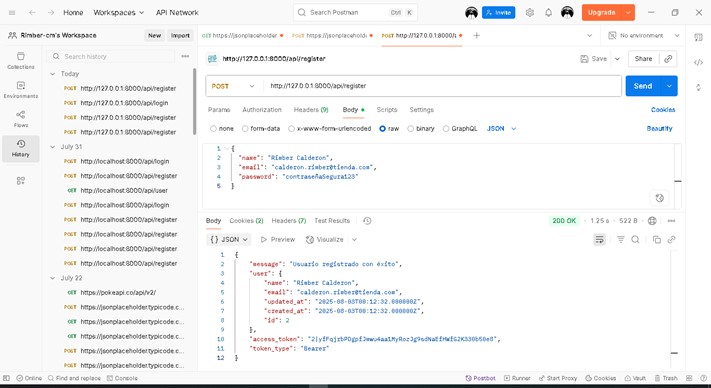 Home Workspaces API Network Search Postman Ctrl K Invite Upgrade
Rimber-cm's Workspace New Import
GET https://jsonplaceholder. POST https://jsonplaceholde. POST http://127.0.0.1:8000/a No environment
Collections
Environments
Flows
History
Search history
Today
POST http://127.0.0.1:8000/api/register
POST http://127.0.0.1:8000/api/login
POST http://127.0.0.1:8000/api/register
POST http://127.0.0.1:8000/api/register
July 31
POST http://localhost:8000/api/login
POST http://localhost:8000/api/register
GET http://localhost:8000/api/user
POST http://localhost:8000/api/login
POST http://localhost:8000/api/register
POST http://localhost:8000/api/register
POST http://localhost:8000/api/register
POST http://localhost:8000/api/register
July 22
GET https://pokeapi.co/api/v2/
POST https://jsonplaceholder.typicode.c...
GET https://jsonplaceholder.typicode.c...
GET https://jsonplaceholder.typicode.c...
POST https://jsonplaceholder.typicode.c...
http://127.0.0.1:8000/api/register Save Share
POST http://127.0.0.1:8000/api/register Send
Params Authorization Headers (9) Body Scripts Settings Cookies
none form-data x-www-form-urlencoded raw binary GraphQL JSON Beautify
1 {
2 "name": "Rimber Calderon",
3 "email": "calderon.rimber@tienda.com",
4 "password": "contraseñaSegura123"
5 }
Body Cookies (2) Headers (7) Test Results 200 OK 1.25 s 522 B
{} JSON Preview Visualize
1 {
2 "message": "Usuario registrado con éxito",
3 "user": {
4 "name": "Rimber Calderon",
5 "email": "calderon.rimber@tienda.com",
6 "updated_at": "2025-08-03T00:12:32.000000Z",
7 "created_at": "2025-08-03T00:12:32.000000Z",
8 "id": 2
9 },
10 "access_token":
11 "token_type": "Bearer"
12 }
Online Find and replace Console Postbot Runner Start Proxy Cookies Vault Trash